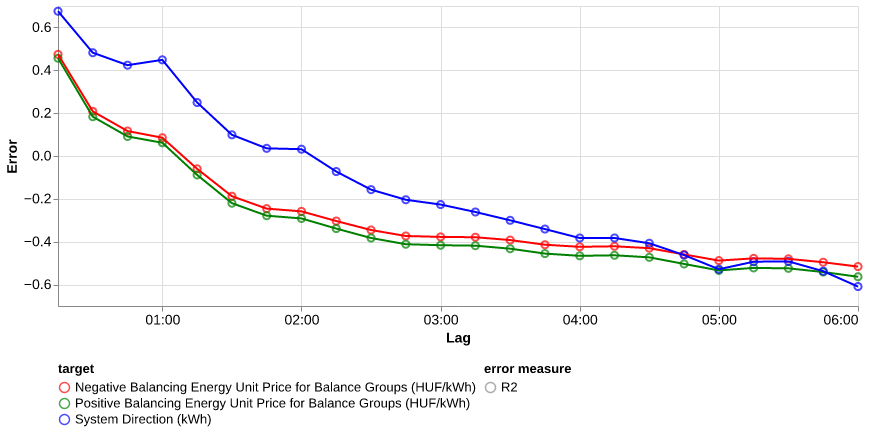 0.6
0.4
0.2
0.0
−0.2
−0.4
−0.6
Error
01:00 02:00 03:00 04:00 05:00 06:00
Lag
target
Negative Balancing Energy Unit Price for Balance Groups (HUF/kWh)
Positive Balancing Energy Unit Price for Balance Groups (HUF/kWh)
System Direction (kWh)
error measure
R2